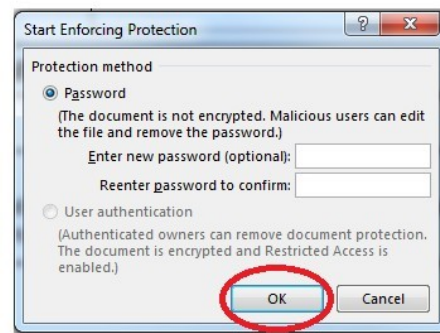 Start Enforcing Protection
Protection method
Password
(The document is not encrypted. Malicious users can edit
the file and remove the password.)
Enter new password (optional):
Reenter password to confirm:
User authentication
(Authenticated owners can remove document protection.
The document is encrypted and Restricted Access is
enabled.)
OK Cancel